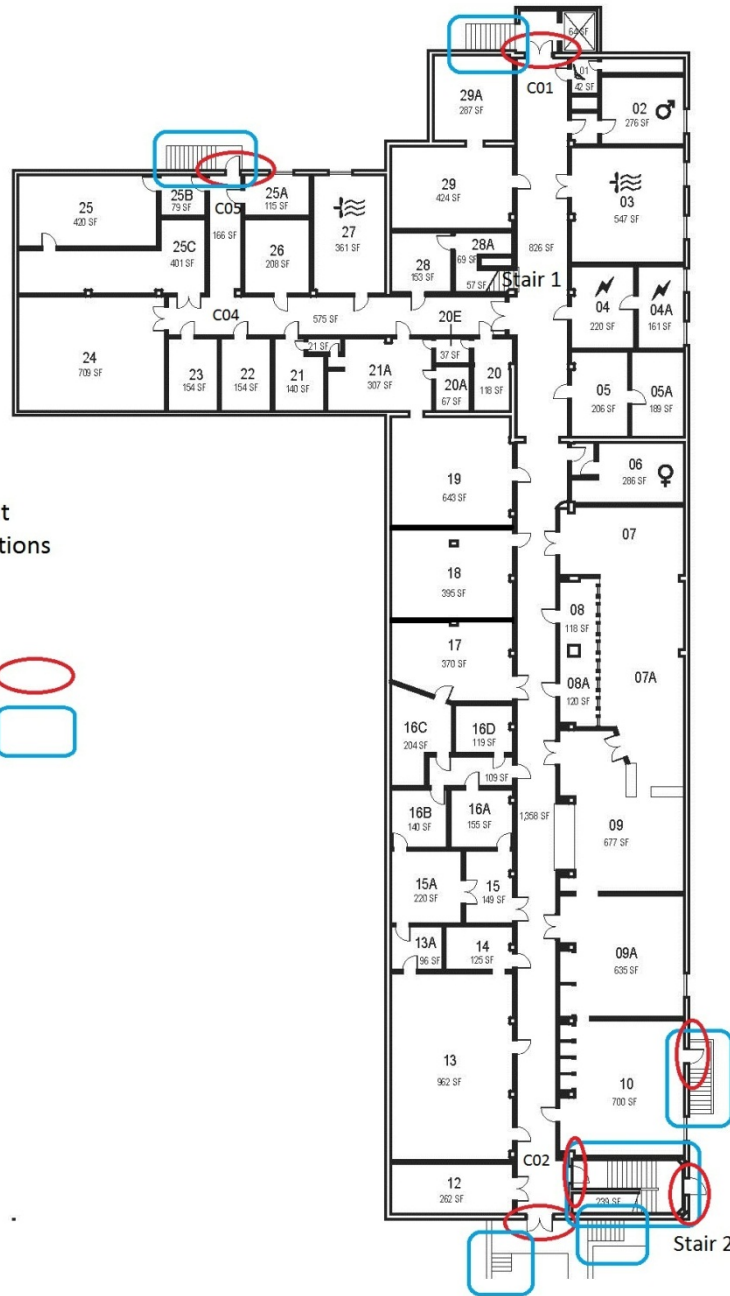 64 SF
C01
01
42 SF
02
276 SF
29A
287 SF
25
420 SF
25B
79 SF
C05
25A
115 SF
166 SF
27
361 SF
29
424 SF
03
547 SF
826 SF
25C
401 SF
26
208 SF
28
153 SF
28A
69 SF
57 SF
Stair 1
04
220 SF
04A
161 SF
C04
575 SF
20E
24
709 SF
23
154 SF
22
154 SF
21 SF
21
140 SF
21A
307 SF
37 SF
20A
67 SF
20
118 SF
05
206 SF
05A
189 SF
19
643 SF
06
286 SF
t
tions
07
18
395 SF
08
118 SF
17
370 SF
08A
120 SF
07A
16C
204 SF
16D
119 SF
109 SF
16B
140 SF
16A
155 SF
1,358 SF
09
677 SF
15A
220 SF
15
149 SF
13A
96 SF
14
125 SF
09A
635 SF
13
962 SF
10
700 SF
C02
12
262 SF
239 SF
Stair 2